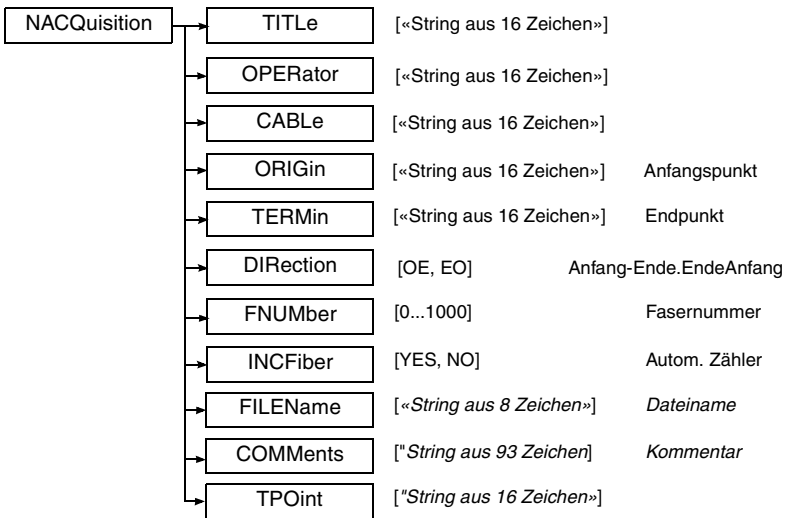 NACQuisition TITLe [«String aus 16 Zeichen»]
OPERator [«String aus 16 Zeichen»]
CABLe [«String aus 16 Zeichen»]
ORIGin [«String aus 16 Zeichen»] Anfangspunkt
TERMin [«String aus 16 Zeichen»] Endpunkt
DIRection [OE, EO] Anfang-Ende.EndeAnfang
FNUMber [0...1000] Fasernummer
INCFiber [YES, NO] Autom. Zähler
FILEName [«String aus 8 Zeichen»] Dateiname
COMMents ["String aus 93 Zeichen] Kommentar
TPOint ["String aus 16 Zeichen»]